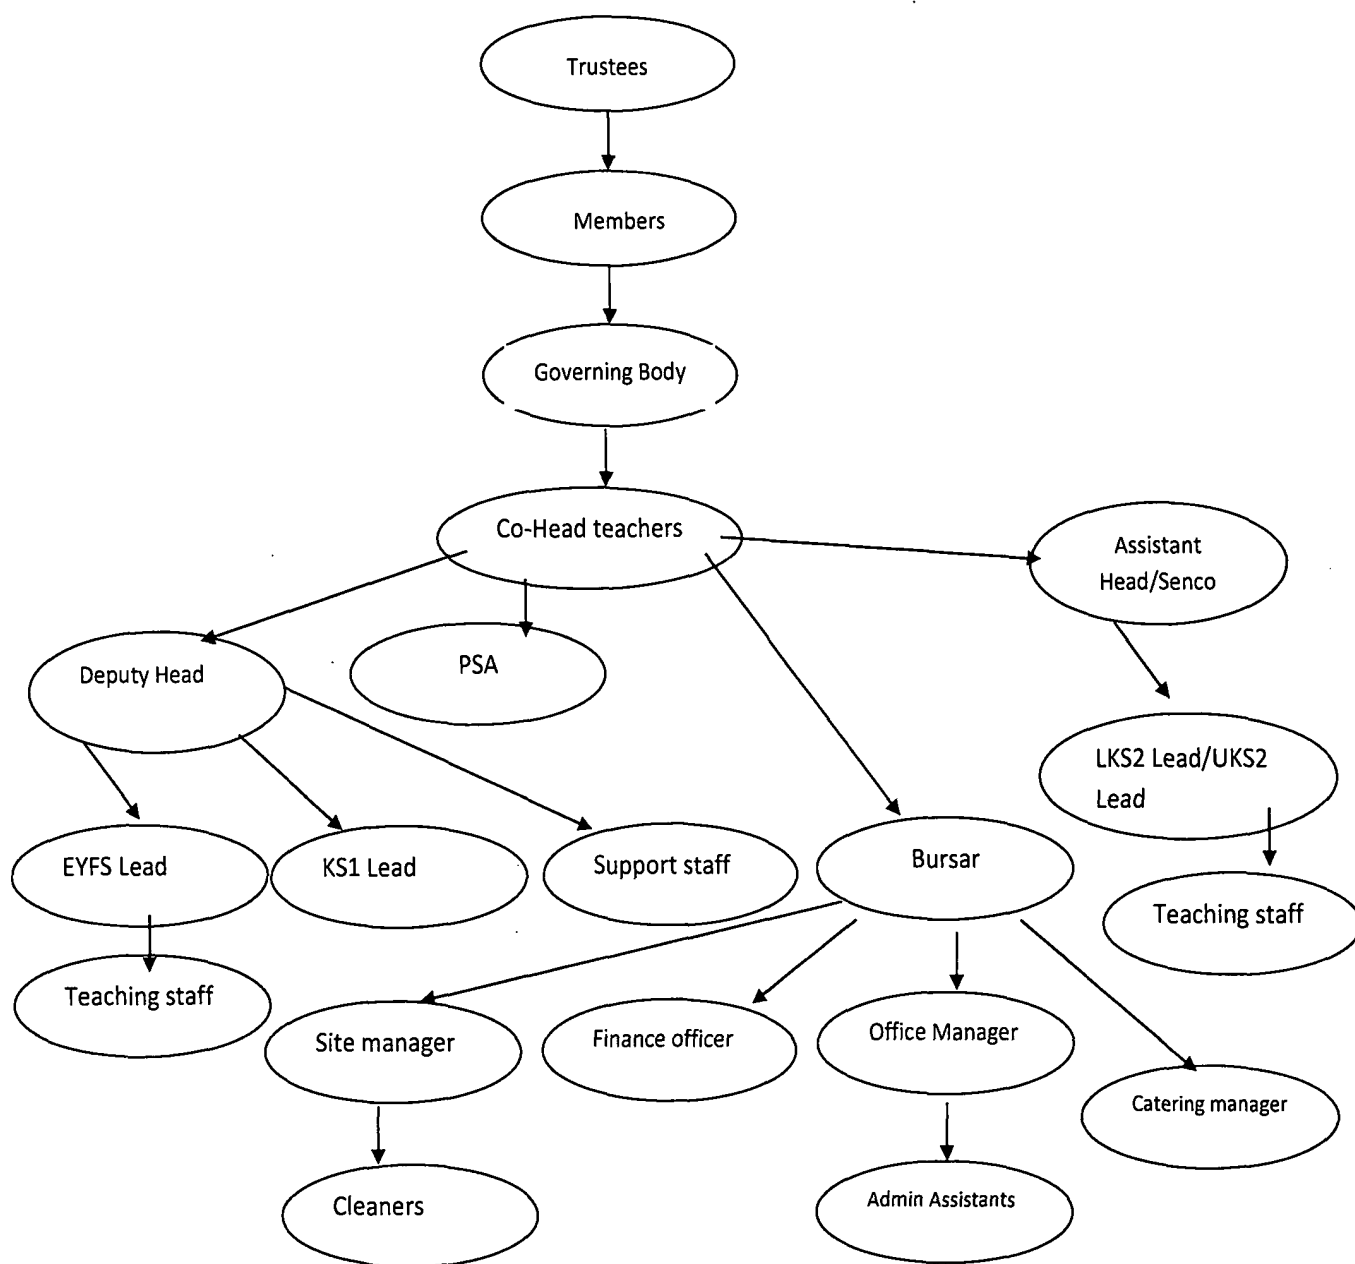 Trustees
Members
Governing Body
Co-Head teachers
Assistant
Head/Senco
Deputy Head
PSA
LKS2 Lead/UKS2
Lead
EYFS Lead
KS1 Lead
Support staff
Bursar
Teaching staff
Teaching staff
Site manager
Finance officer
Office Manager
Catering manager
Cleaners
Admin Assistants